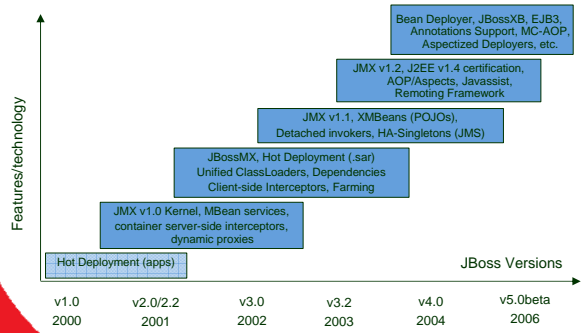 Bean Deployer, JBossXB, EJB3,
Annotations Support, MC-AOP,
Aspectized Deployers, etc.
JMX v1.2, J2EE v1.4 certification,
AOP/Aspects, Javassist,
Remoting Framework
JMX v1.1, XMBeans (POJOs),
Detached invokers, HA-Singletons (JMS)
JBossMX, Hot Deployment (.sar)
Unified ClassLoaders, Dependencies
Client-side Interceptors, Farming
JMX v1.0 Kernel, MBean services,
container server-side interceptors,
dynamic proxies
Hot Deployment (apps)
Features/technology
JBoss Versions
v1.0 v2.0/2.2 v3.0 v3.2 v4.0 v5.0beta
2000 2001 2002 2003 2004 2006